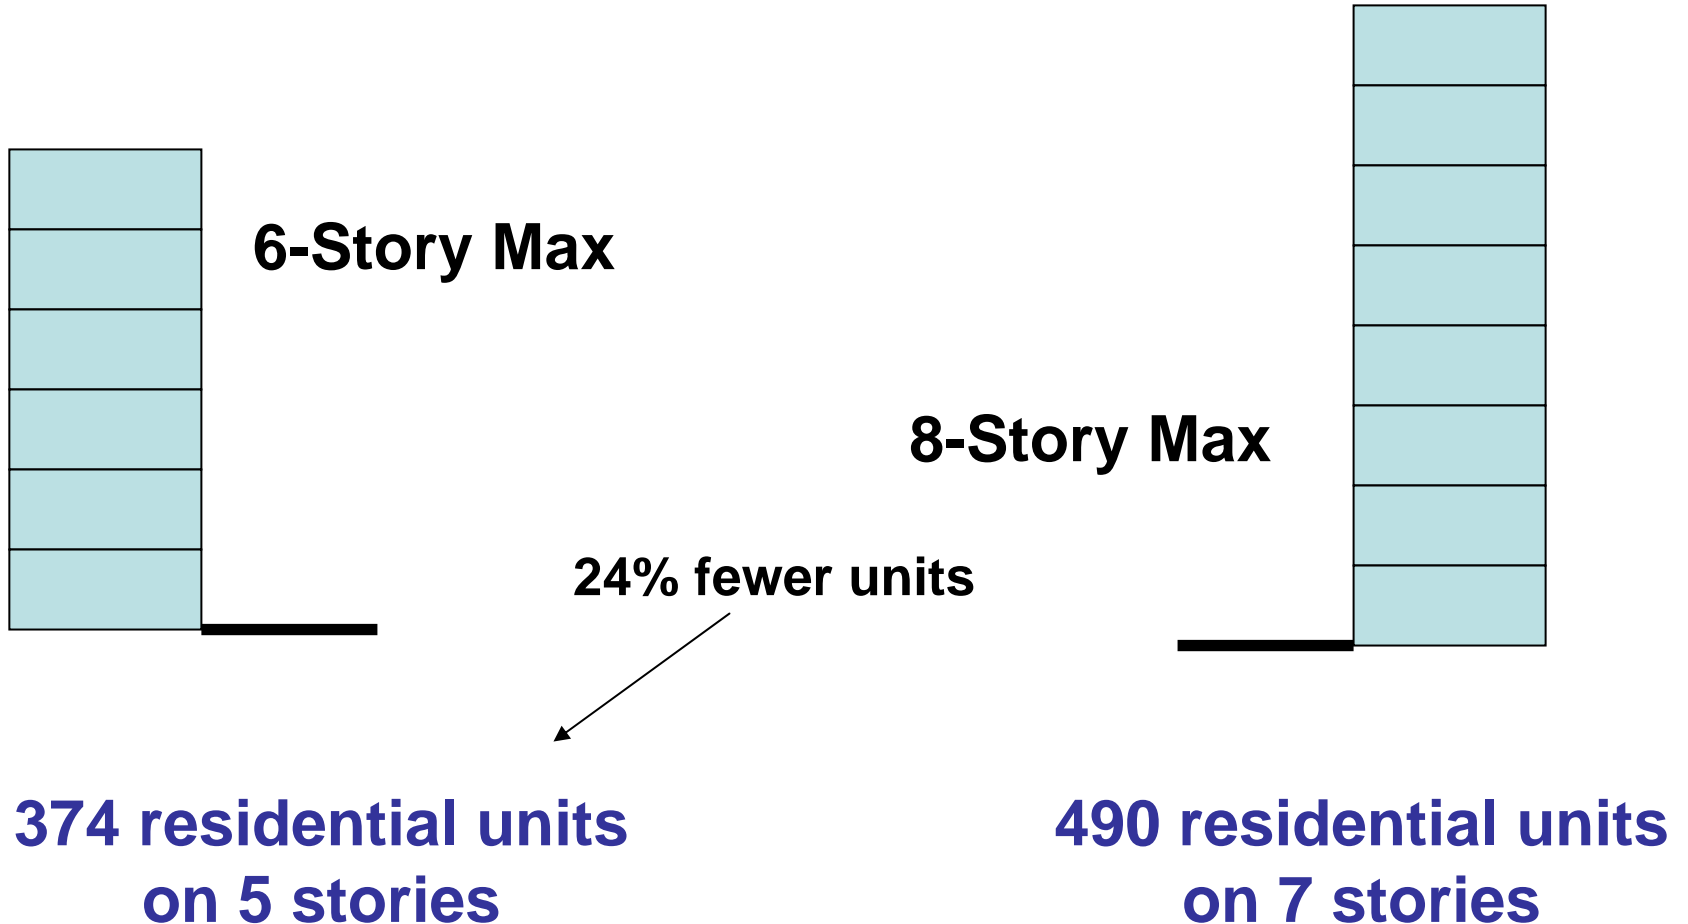 6-Story Max
8-Story Max
24% fewer units
374 residential units
on 5 stories
490 residential units
on 7 stories